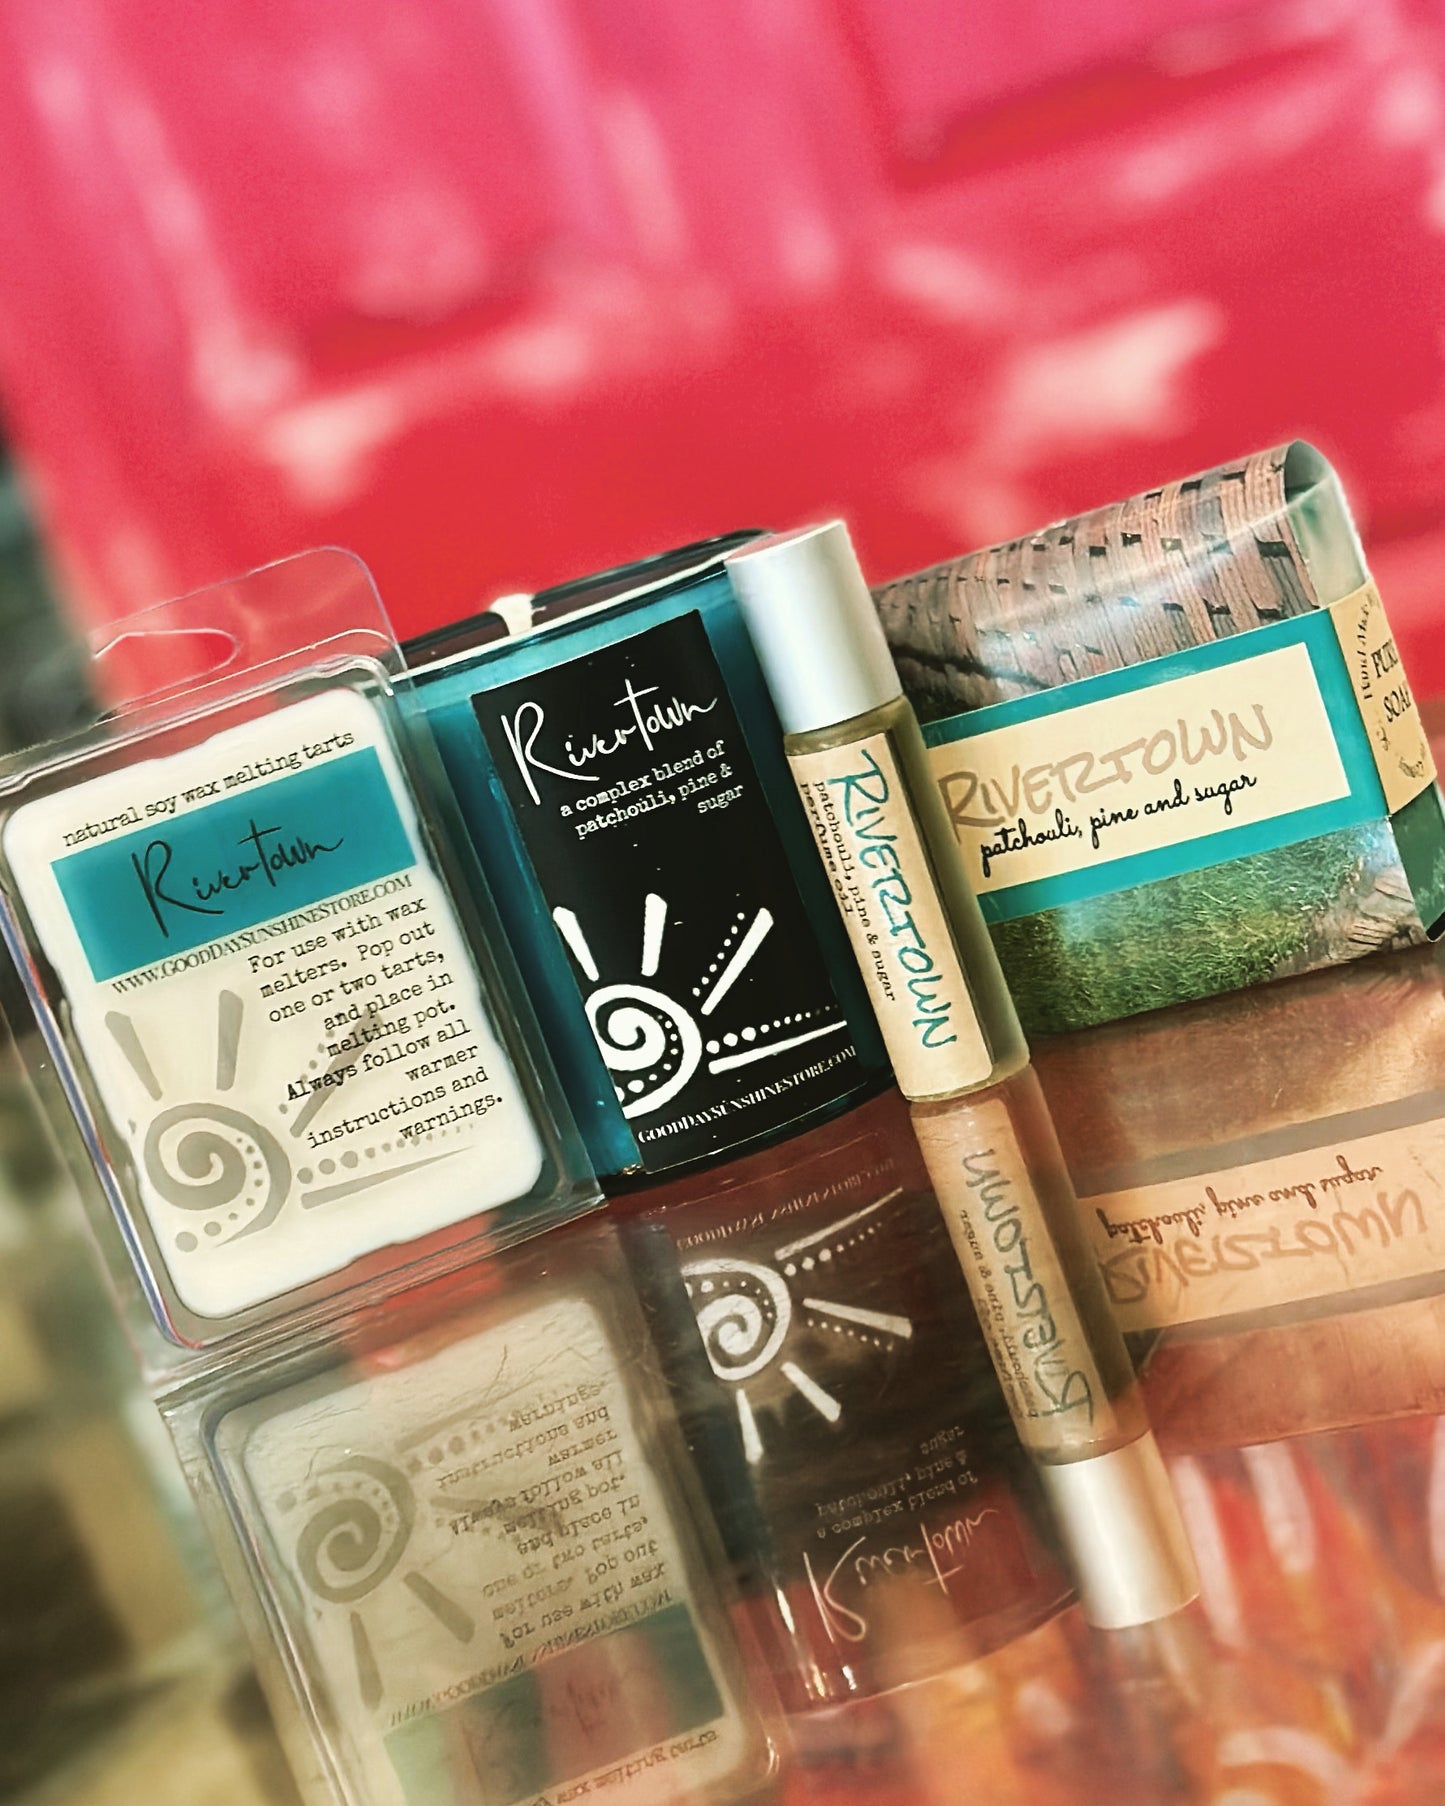 natural soy wax melting tarts
RiverTown
WWW.GOODDAYSUNSHINESTORE.COM
For use with wax
melters. Pop out
one or two tarts,
and place in
melting pot.
Always follow all
warmer
instructions and
warnings.
RiverTown
a complex blend of
patchouli, pine &
sugar
GOODDAYSUNSHINESTORE.COM
RIVERTOWN
patchouli, pine & sugar
perfume oil
RIVERTOWN
patchouli, pine and sugar